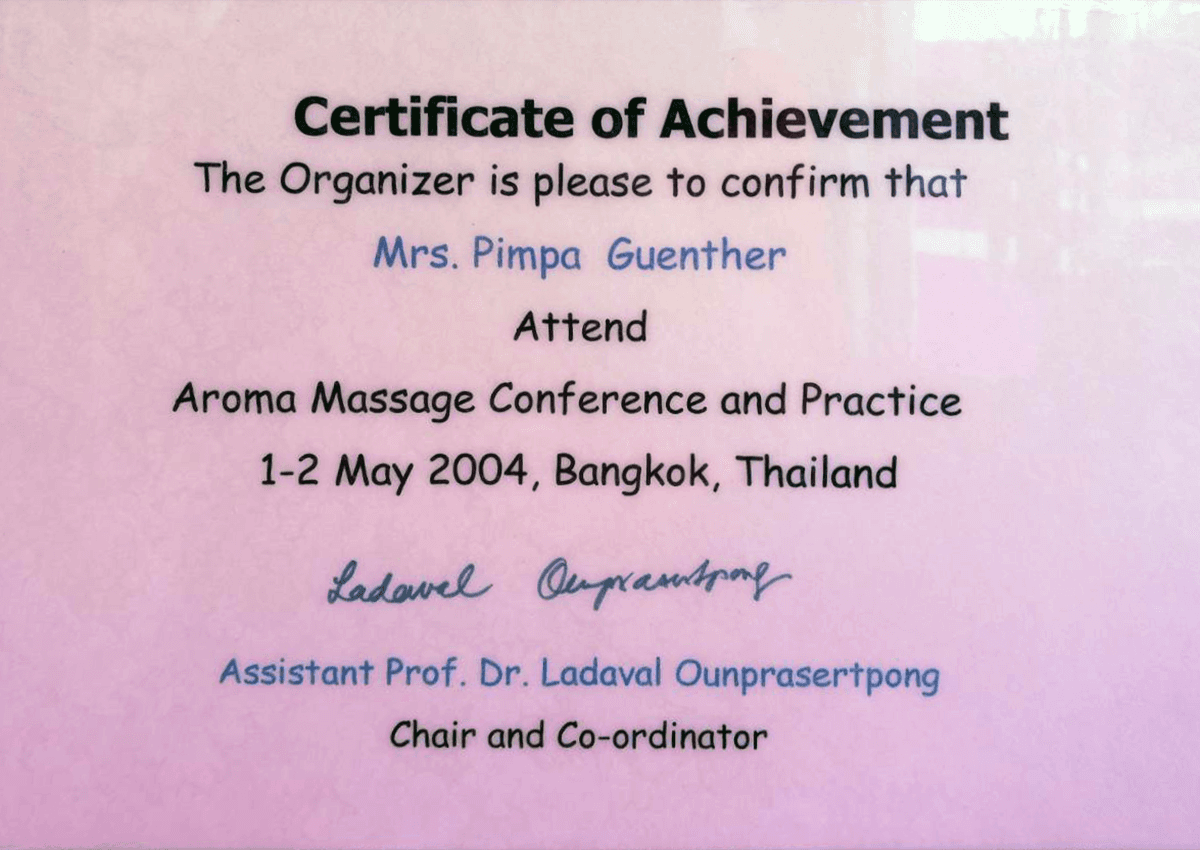 Certificate of Achievement
The Organizer is please to confirm that
Mrs. Pimpa Guenther
Attend
Aroma Massage Conference and Practice
1-2 May 2004, Bangkok, Thailand
Ladaval Ounprasertpong
Assistant Prof. Dr. Ladaval Ounprasertpong
Chair and Co-ordinator